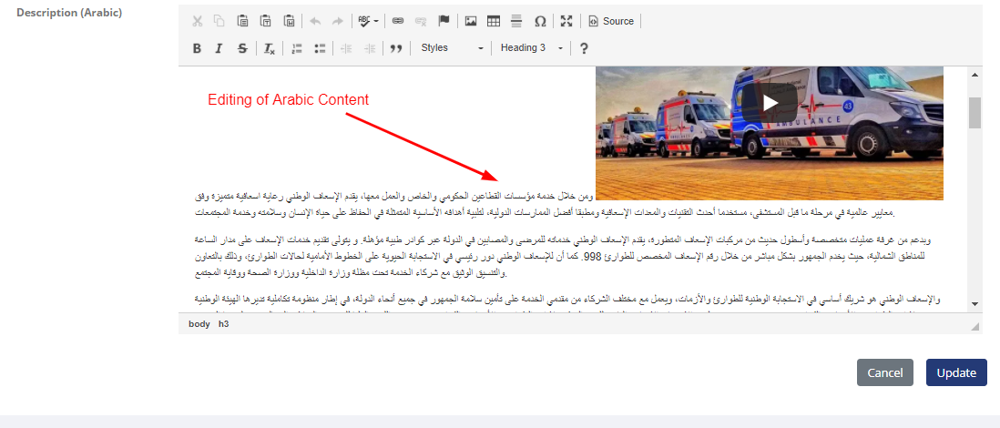 Description (Arabic)
ABC
Source
B I S Ix
Styles
Heading 3
?
Editing of Arabic Content
AMBULANCE
43
ومن خلال خدمة مؤسسات القطاعين الحكومي والخاص والعمل معها، يقدم الإسعاف الوطني رعاية اسعافية متميزة وفق
معايير عالمية في مرحلة ما قبل المستشفى، مستخدما أحدث التقنيات والمعدات الإسعافية ومطبقا أفضل الممارسات الدولية، لتلبية أهدافه الأساسية المتمثلة في الحفاظ على حياة الإنسان وسلامته وخدمة المجتمعات.
وبدعم من غرفة عمليات متخصصة وأسطول حديث من مركبات الإسعاف المتطورة، يقدم الإسعاف الوطني خدماته للمرضى والمصابين في الدولة عبر كوادر طبية مؤهلة. و يتولى تقديم خدمات الإسعاف على مدار الساعة
للمناطق الشمالية، حيث يخدم الجمهور بشكل مباشر من خلال رقم الإسعاف المخصص للطوارئ 998. كما أن للإسعاف الوطني دور رئيسي في الاستجابة الحيوية على الخطوط الأمامية لحالات الطوارئ، وذلك بالتعاون
والتنسيق الوثيق مع شركاء الخدمة تحت مظلة وزارة الداخلية ووزارة الصحة ووقاية المجتمع.
والإسعاف الوطني هو شريك أساسي في الاستجابة الوطنية للطوارئ والأزمات، ويعمل مع مختلف الشركاء من مقدمي الخدمة على تأمين سلامة الجمهور في جميع أنحاء الدولة، في إطار منظومة تكاملية تديرها الهيئة الوطنية
body h3
Cancel
Update